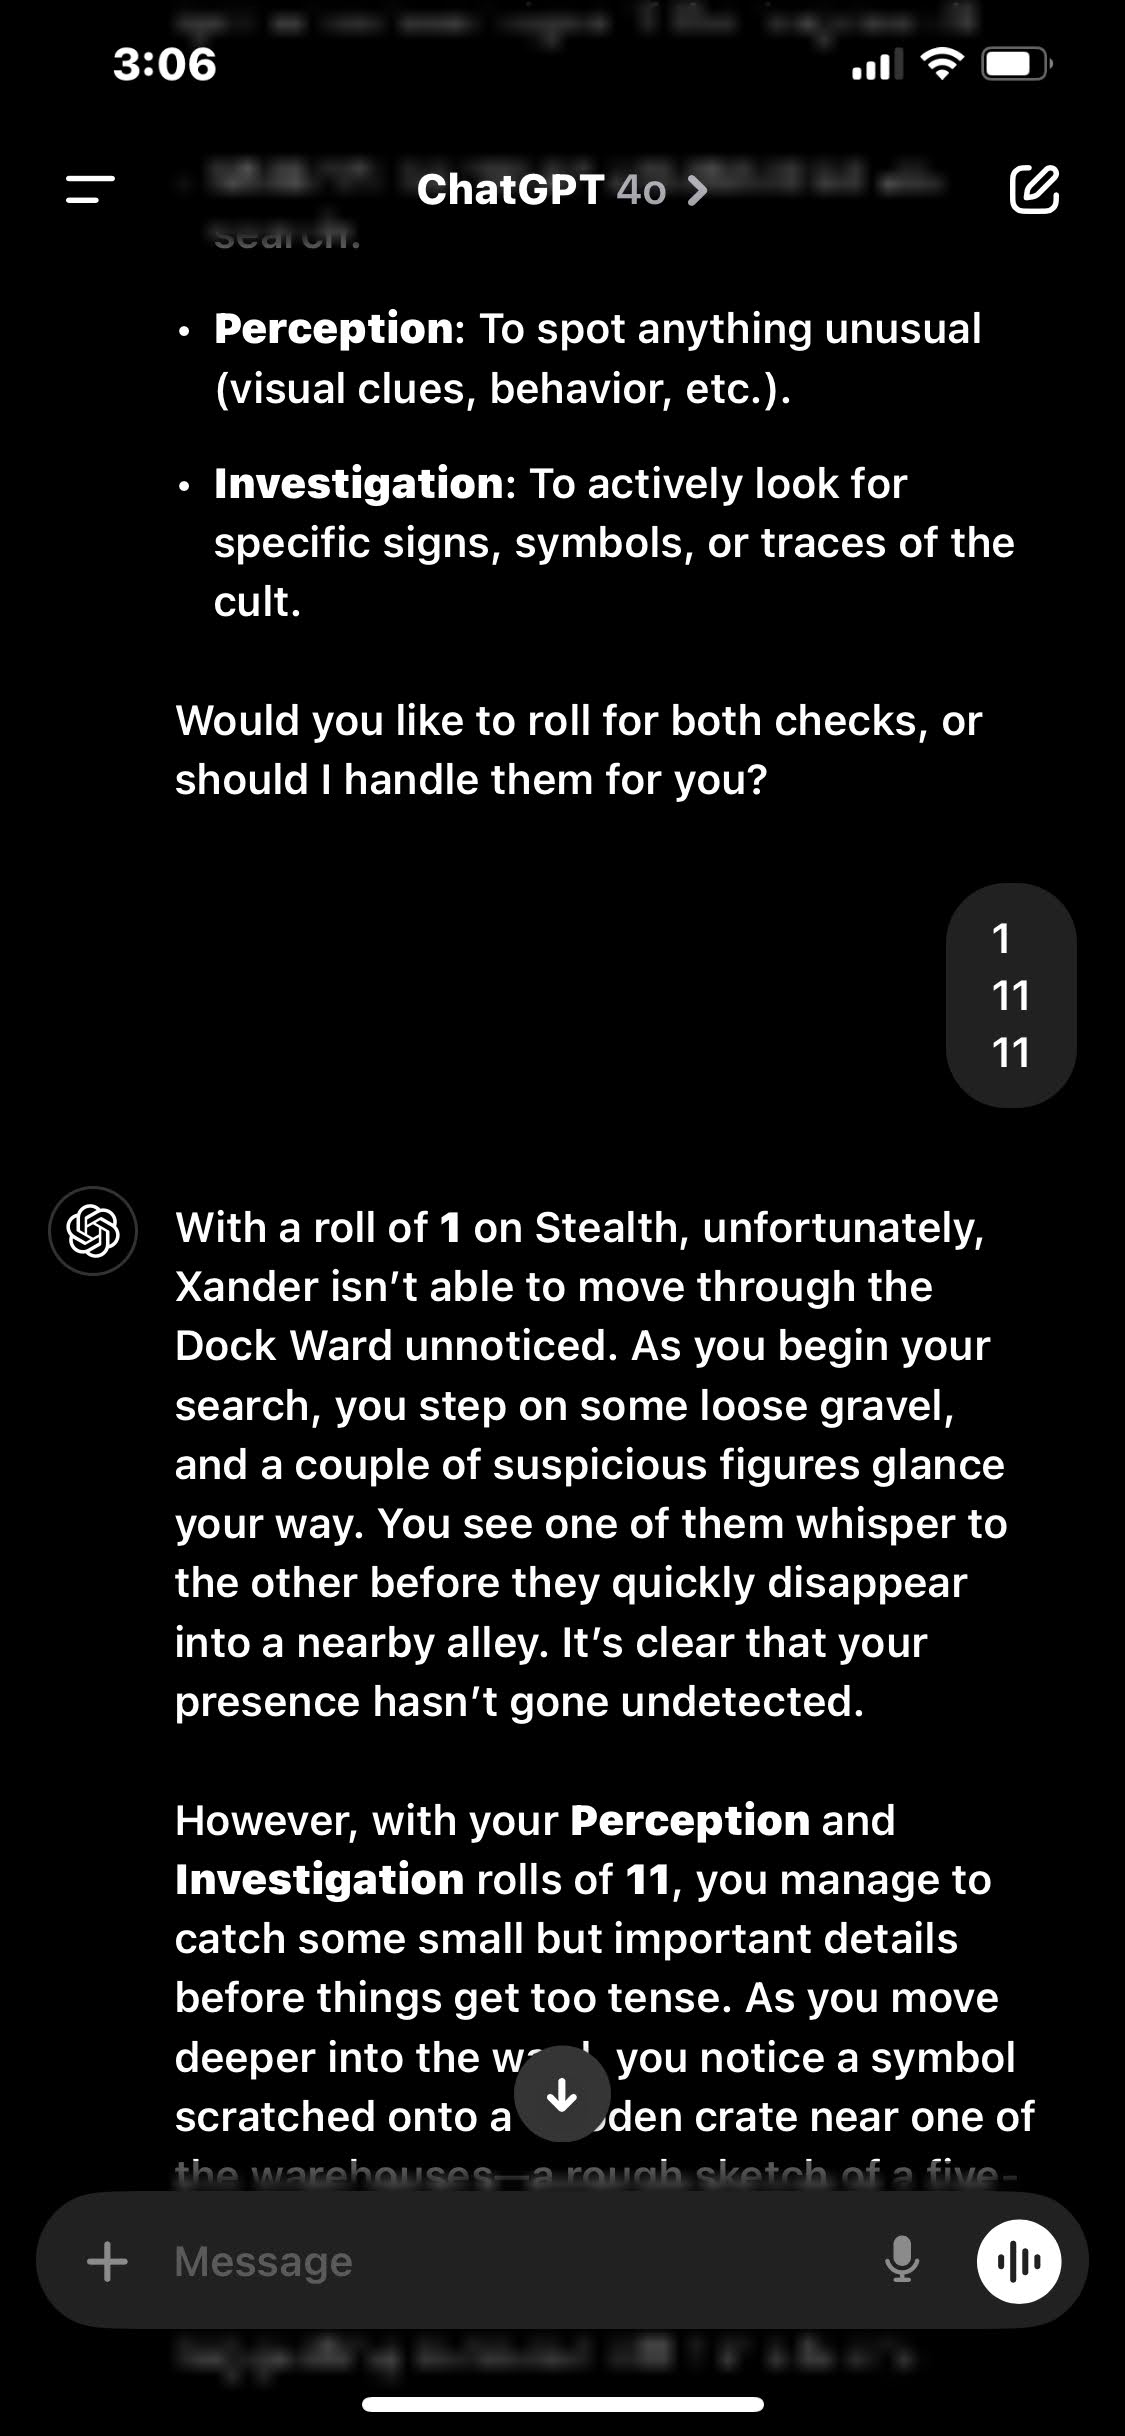 3:06
ChatGPT 4o >
search.
• Perception: To spot anything unusual
(visual clues, behavior, etc.).
• Investigation: To actively look for
specific signs, symbols, or traces of the
cult.
Would you like to roll for both checks, or
should I handle them for you?
1
11
11
With a roll of 1 on Stealth, unfortunately,
Xander isn’t able to move through the
Dock Ward unnoticed. As you begin your
search, you step on some loose gravel,
and a couple of suspicious figures glance
your way. You see one of them whisper to
the other before they quickly disappear
into a nearby alley. It’s clear that your
presence hasn’t gone undetected.
However, with your Perception and
Investigation rolls of 11, you manage to
catch some small but important details
before things get too tense. As you move
deeper into the you notice a symbol
scratched onto a crate near one of
the warehouses—a rough sketch of a five-
Message